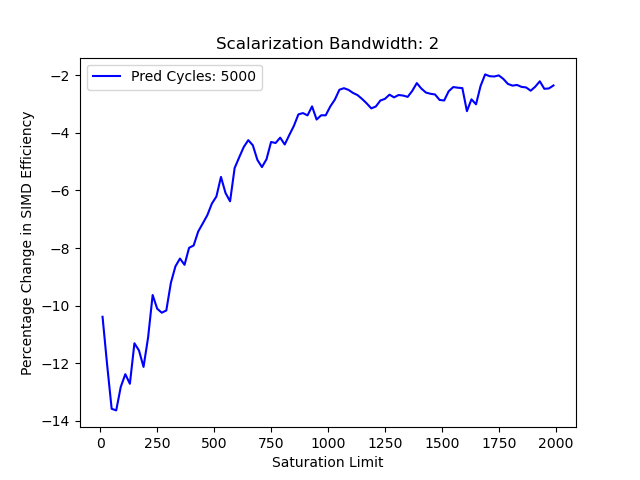 Scalarization Bandwidth: 2
Pred Cycles: 5000
Percentage Change in SIMD Efficiency
−2
−4
−6
−8
−10
−12
−14
0 250 500 750 1000 1250 1500 1750 2000
Saturation Limit